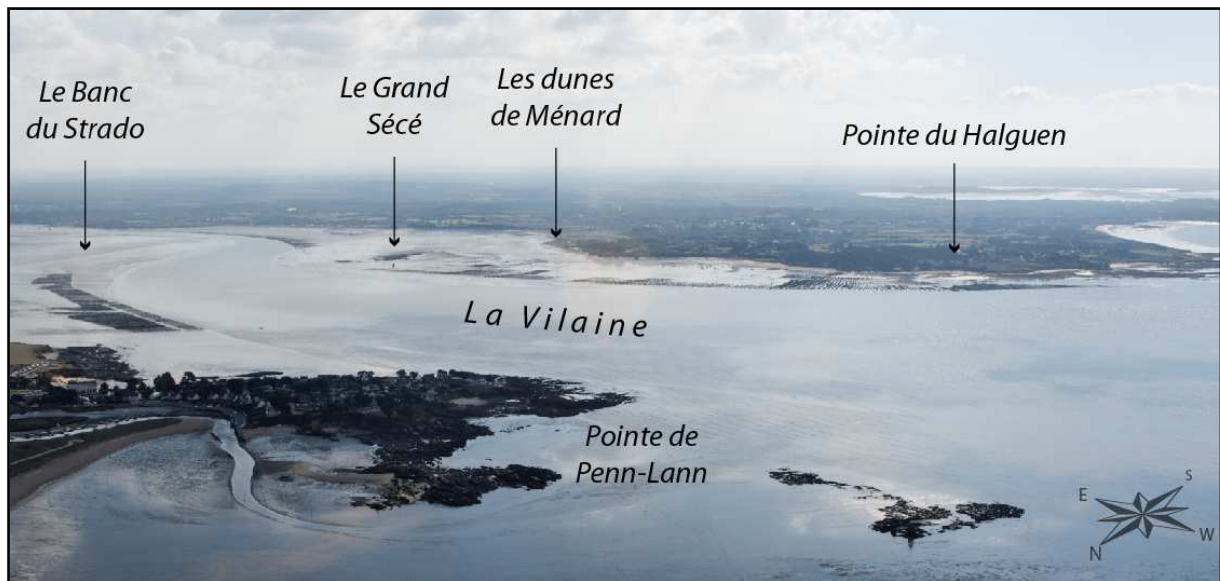 Le Banc
du Strado
Le Grand
Sécé
Les dunes
de Ménard
Pointe du Halguen
La Vilaine
Pointe de
Penn-Lann
E
S
N
W